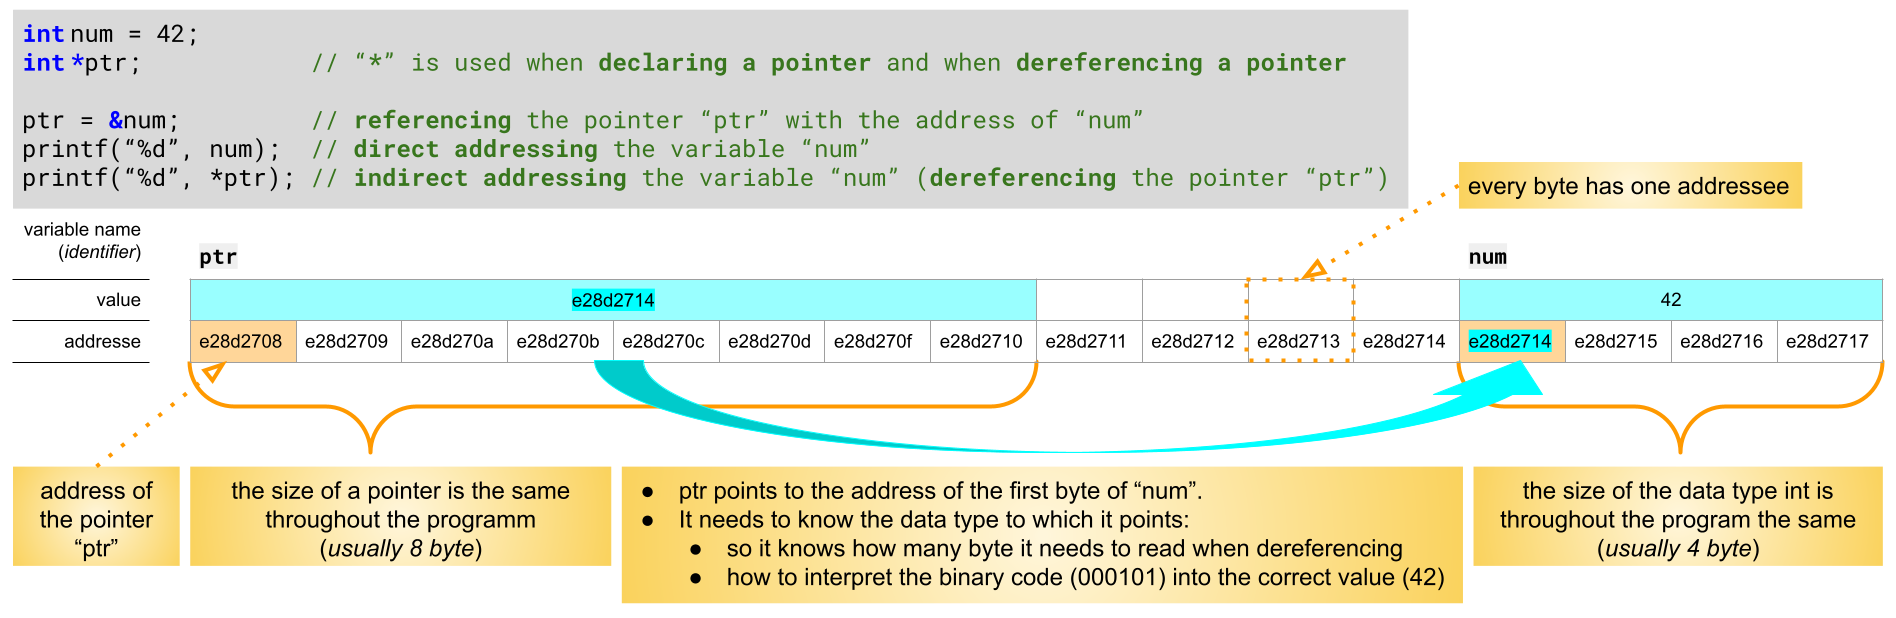 int num = 42;
int *ptr; // “*” is used when declaring a pointer and when dereferencing a pointer
ptr = &num; // referencing the pointer “ptr” with the address of “num”
printf(“%d”, num); // direct addressing the variable “num”
printf(“%d”, *ptr); // indirect addressing the variable “num” (dereferencing the pointer “ptr”)
every byte has one addressee
variable name
(identifier)
ptr
num
value
e28d2714
42
addresse
e28d2708 e28d2709 e28d270a e28d270b e28d270c e28d270d e28d270f e28d2710 e28d2711 e28d2712 e28d2713 e28d2714 e28d2714 e28d2715 e28d2716 e28d2717
address of
the pointer
“ptr”
the size of a pointer is the same
throughout the programm
(usually 8 byte)
● ptr points to the address of the first byte of “num”.
● It needs to know the data type to which it points:
● so it knows how many byte it needs to read when dereferencing
● how to interpret the binary code (000101) into the correct value (42)
the size of the data type int is
throughout the program the same
(usually 4 byte)